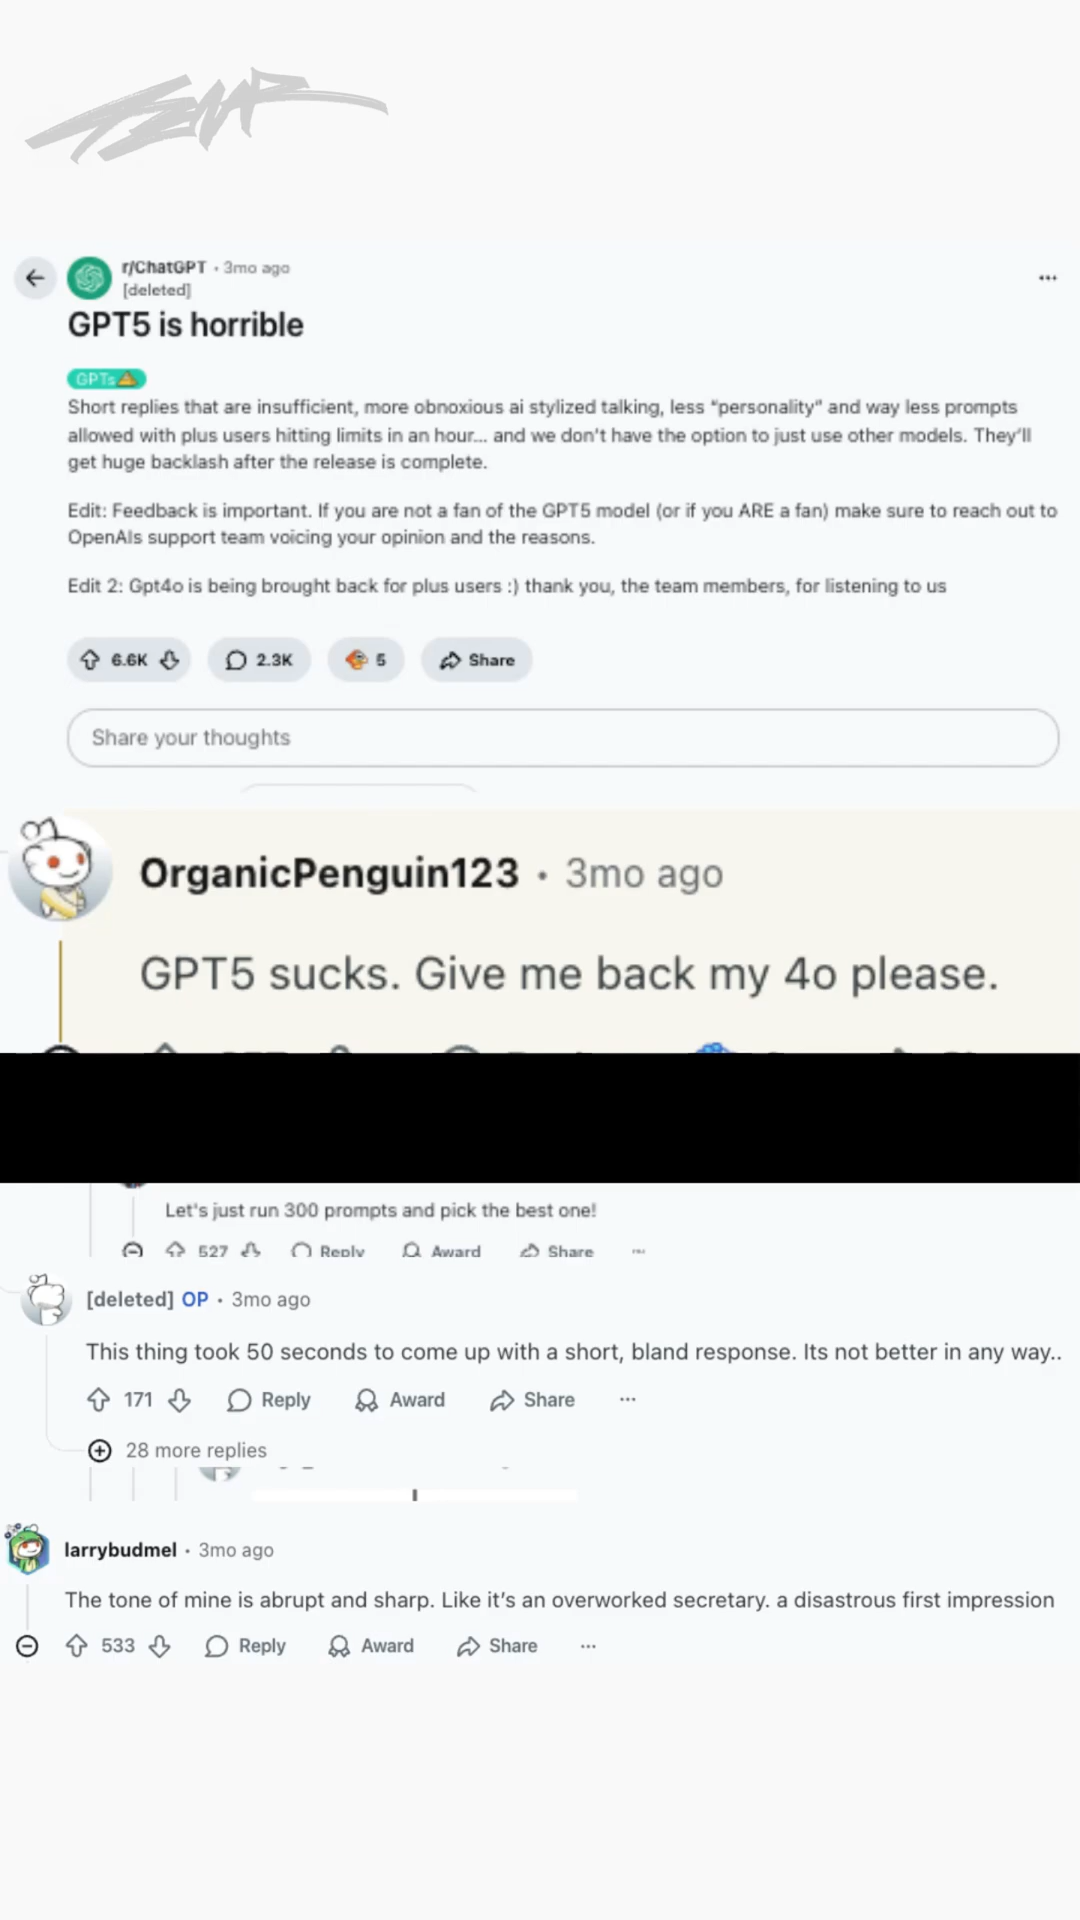 r/ChatGPT • 3mo ago
[deleted]
GPT5 is horrible
GPTs
Short replies that are insufficient, more obnoxious ai stylized talking, less “personality” and way less prompts
allowed with plus users hitting limits in an hour... and we don't have the option to just use other models. They'll
get huge backlash after the release is complete.
Edit: Feedback is important. If you are not a fan of the GPT5 model (or if you ARE a fan) make sure to reach out to
OpenAIs support team voicing your opinion and the reasons.
Edit 2: Gpt4o is being brought back for plus users :) thank you, the team members, for listening to us
6.6K 2.3K 5 Share
Share your thoughts
OrganicPenguin123 • 3mo ago
GPT5 sucks. Give me back my 4o please.
Let's just run 300 prompts and pick the best one!
527 Reply Award Share ...
[deleted] OP • 3mo ago
This thing took 50 seconds to come up with a short, bland response. Its not better in any way..
171 Reply Award Share ...
28 more replies
larrybudmel • 3mo ago
The tone of mine is abrupt and sharp. Like it’s an overworked secretary. a disastrous first impression
533 Reply Award Share ...